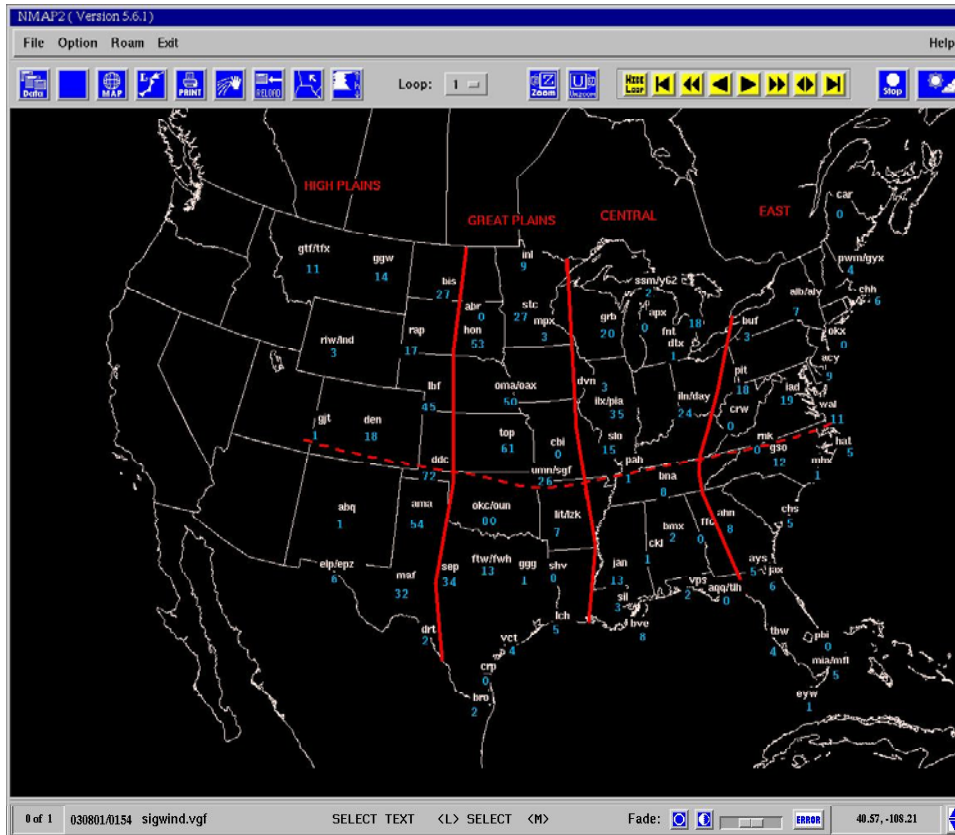 NMAP2 ( Version 5.6.1)
File Option Roam Exit Help
Data MAP PRINT RELOAD Loop: 1 Zoom Unzoom HIDE Loop Stop
car
0
HIGH PLAINS
GREAT PLAINS CENTRAL EAST
gtf/tfx
11
ggw
14
inl
9
pwm/gyx
4
bis
27
ssm/y62
2
alb/aly
7
chh
6
abr
0
stc
27
mpx
3
grb
20
apx
0
18
fnt
dtx
1
buf
3
okx
0
riw/lnd
3
rap
17
hon
53
acy
9
lbf
45
oma/oax
50
dvn 3
ilx/pia
35
iln/day
24
pit
18
iad
19
wal
11
gjt
1
den
18
crw
0
top
61
cbi
0
slo
15
rnk
0
gso
12
hat
5
mhx
1
ddc
72
umn/sgf
26
pah
1
bna
0
abq
1
ama
54
okc/oun
00
lit/lzk
7
bmx
2
ffc
0
ahn
8
chs
5
ckl
1
elp/epz
6
maf
32
sep
34
ftw/fwh
13
ggg
1
shv
0
jan
13
ays
5
jax
6
sil
3
vps
2
aqq/tlh
0
drt
2
lch
5
bve
8
vct
4
tbw
4
pbi
0
crp
0
mia/mfl
5
bro
2
eyw
1
0 of 1 030801/0154 sigwind.vgf SELECT TEXT <L> SELECT <M> Fade: ERROR 40.57, -108.21